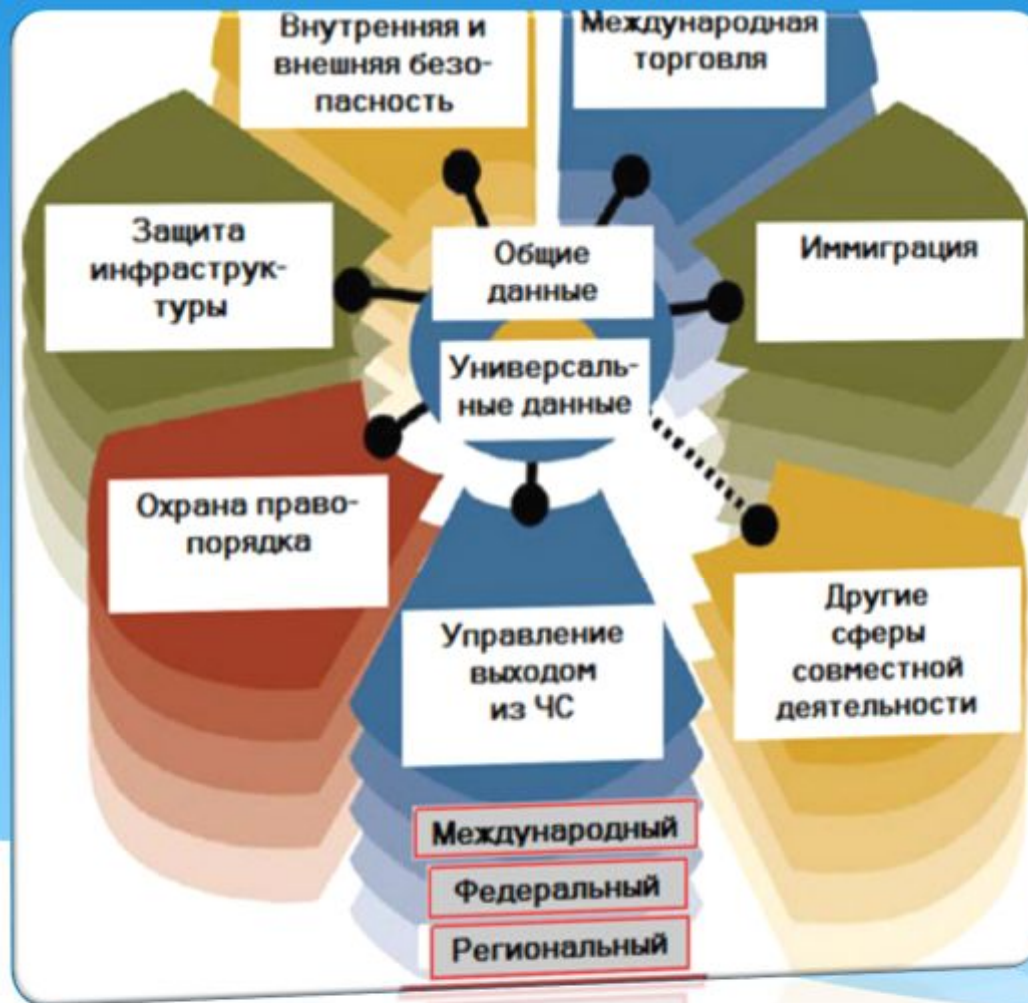 Внутренняя и
внешняя безо-
пасность
Международная
торговля
Защита
инфраструк-
туры
Общие
данные
Иммиграция
Универсаль-
ные данные
Охрана право-
порядка
Управление
выходом
из ЧС
Другие
сферы
совместной
деятельности
Международный
Федеральный
Региональный